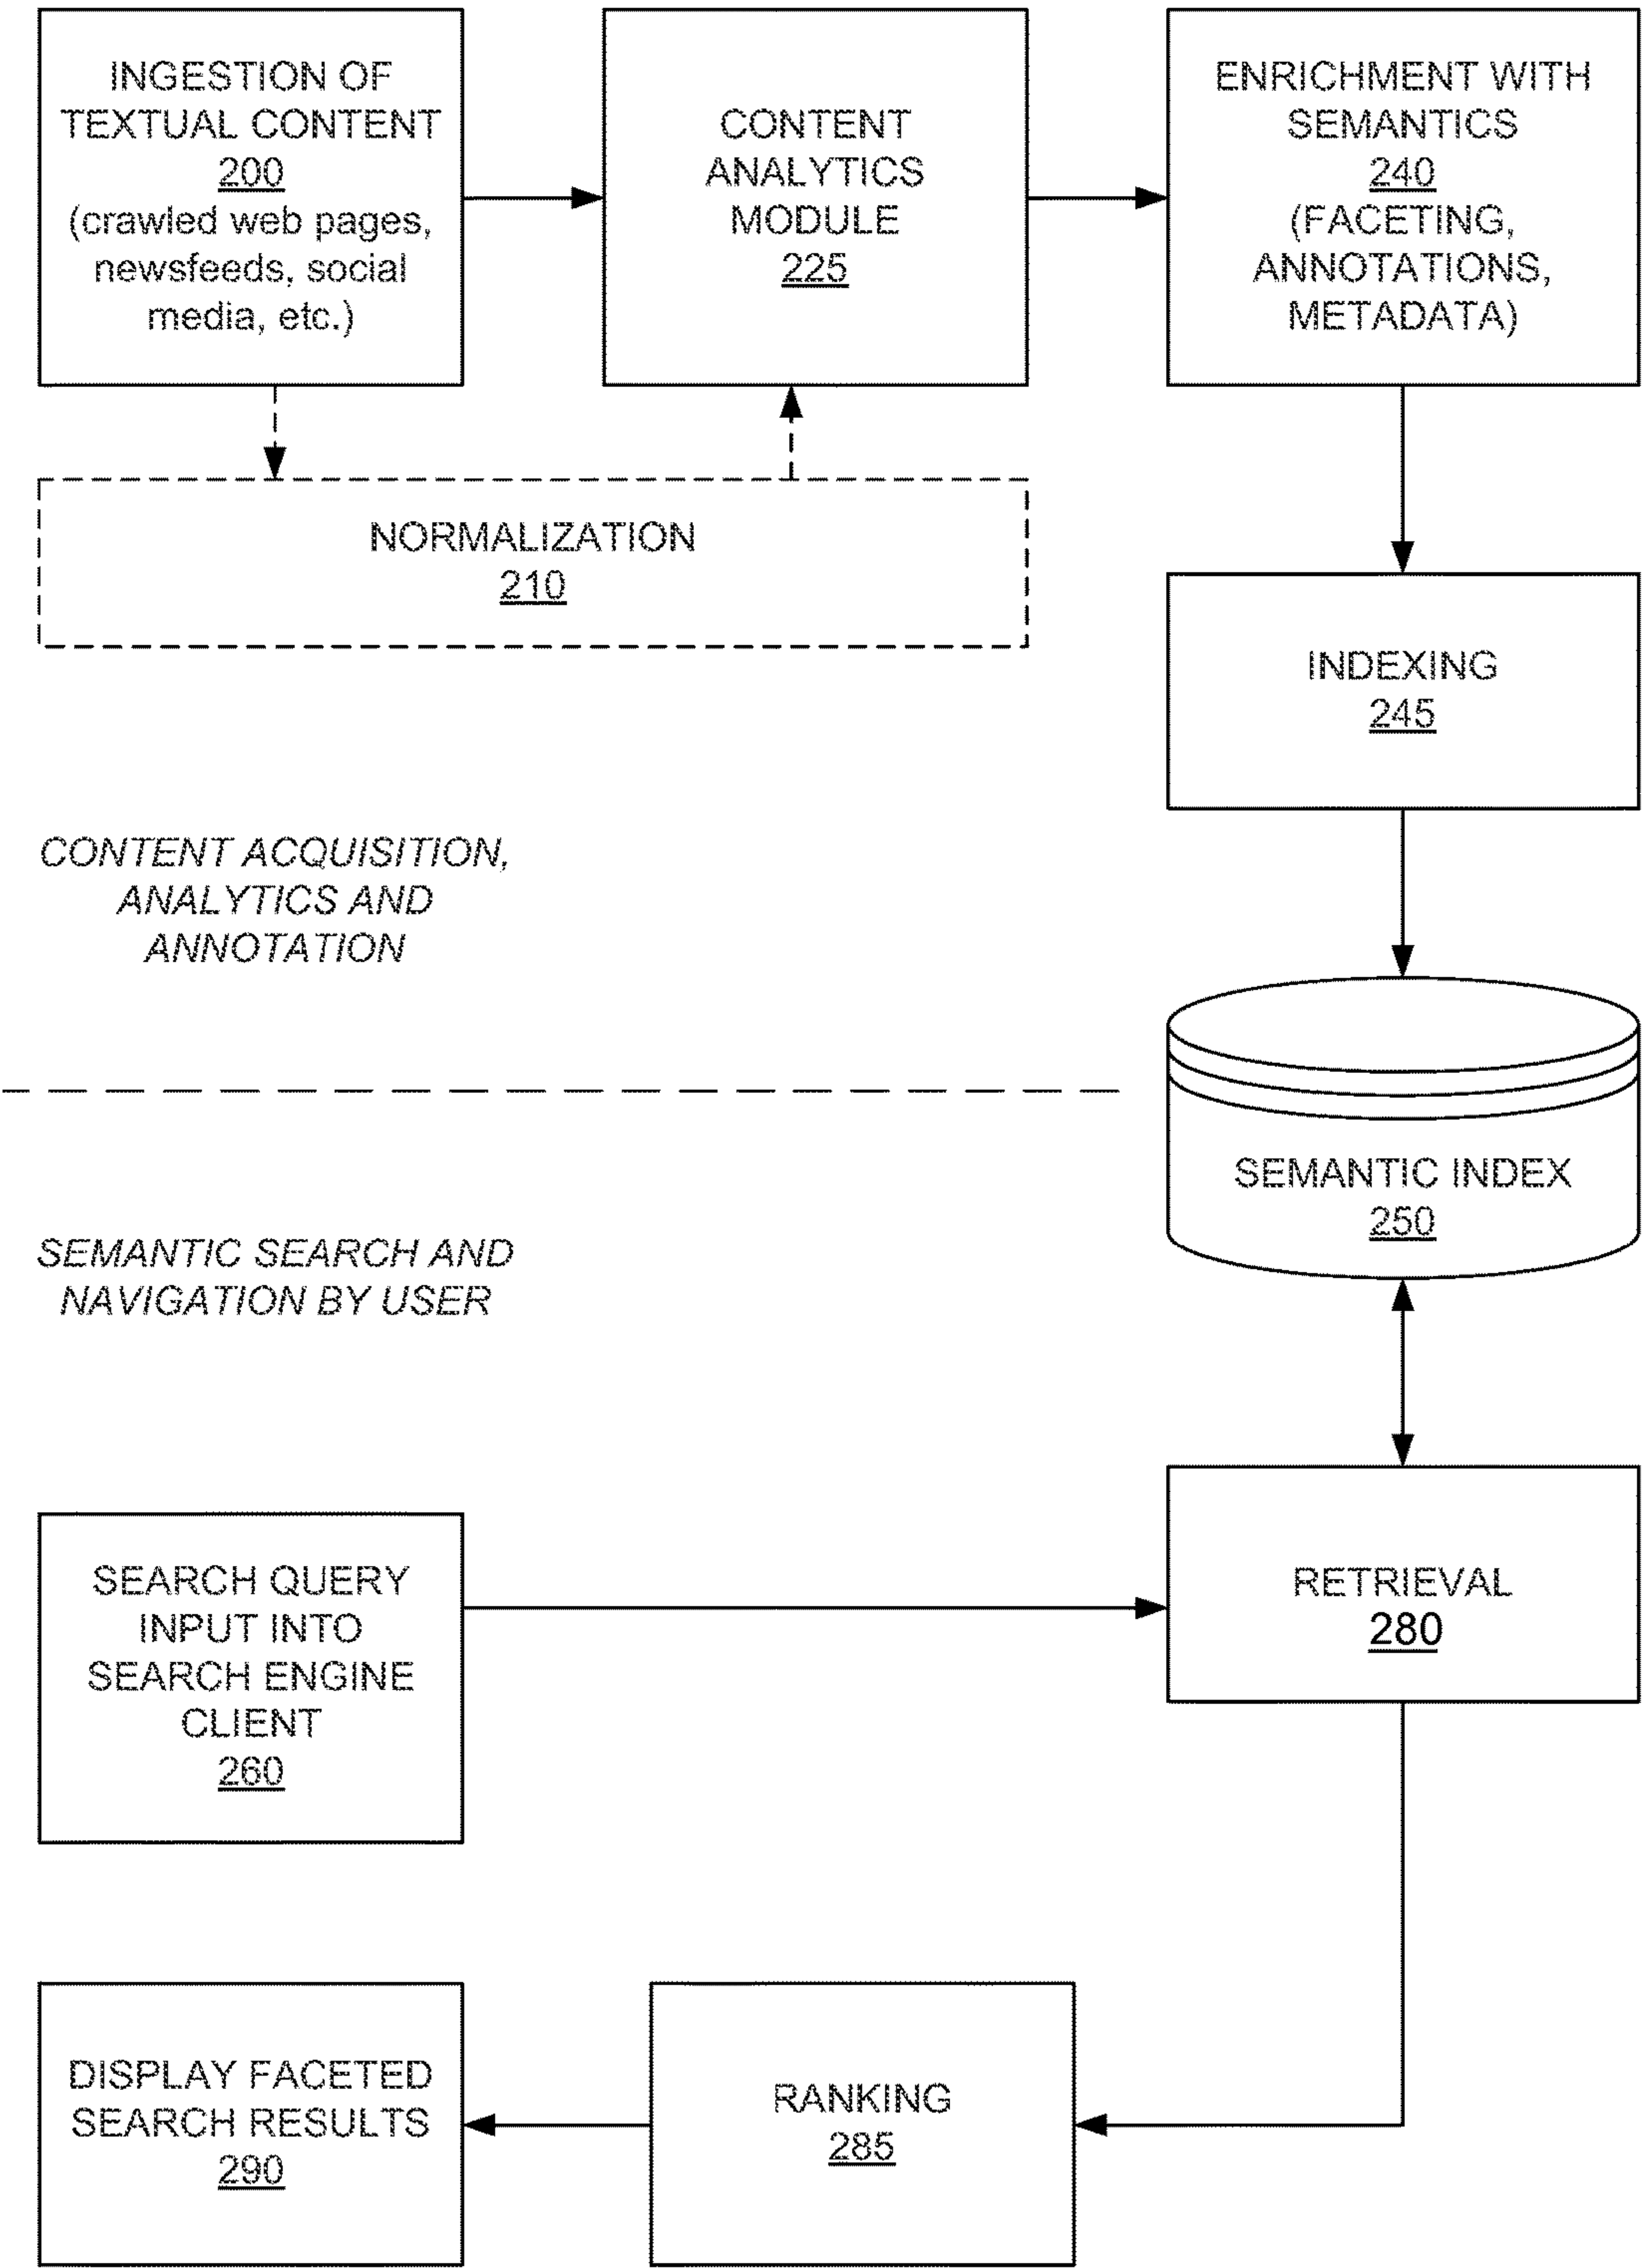 INGESTION OF
TEXTUAL CONTENT
200
(crawled web pages,
newsfeeds, social
media, etc.)
CONTENT
ANALYTICS
MODULE
225
ENRICHMENT WITH
SEMANTICS
240
(FACETING,
ANNOTATIONS,
METADATA)
NORMALIZATION
210
INDEXING
245
CONTENT ACQUISITION,
ANALYTICS AND
ANNOTATION
SEMANTIC INDEX
250
SEMANTIC SEARCH AND
NAVIGATION BY USER
SEARCH QUERY
INPUT INTO
SEARCH ENGINE
CLIENT
260
RETRIEVAL
280
DISPLAY FACETED
SEARCH RESULTS
290
RANKING
285